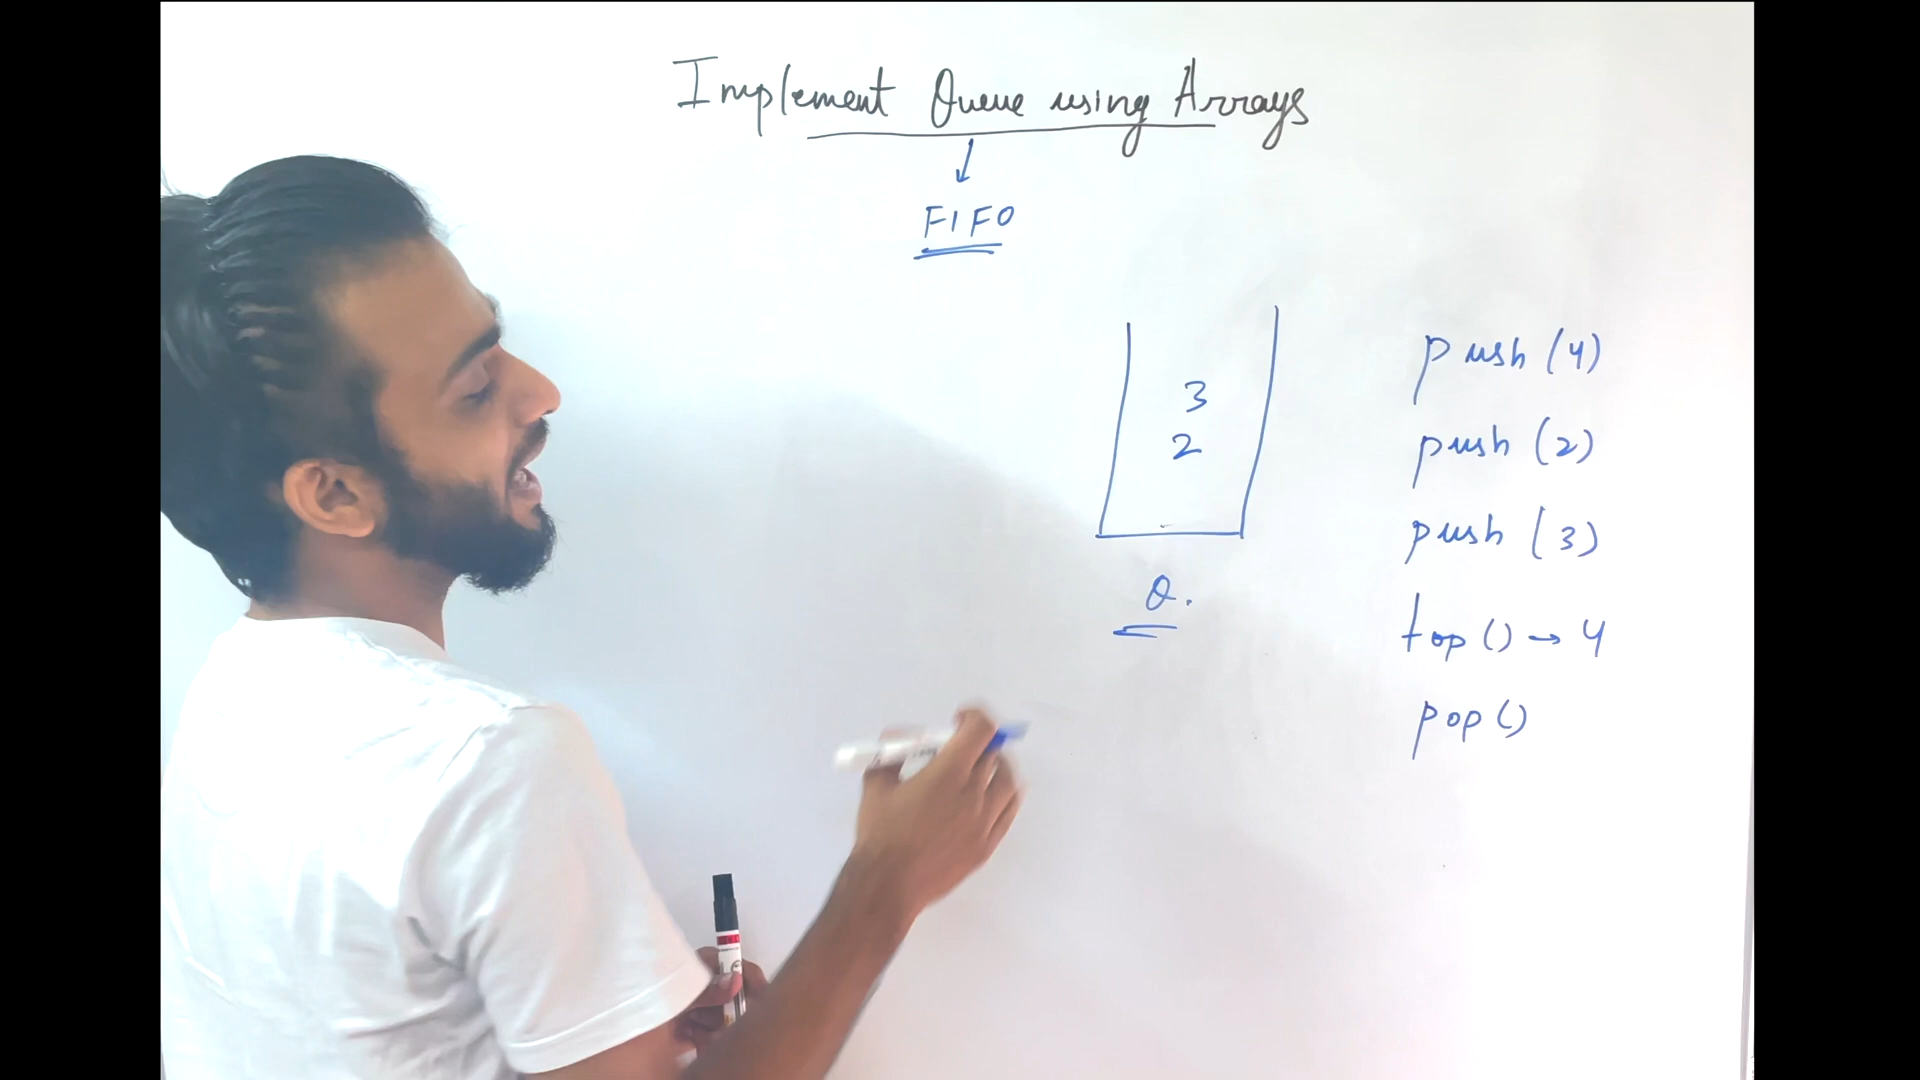 Implement Queue using Arrays
FIFO
3
2
Q.
push (4)
push (2)
push (3)
top () → 4
pop ()